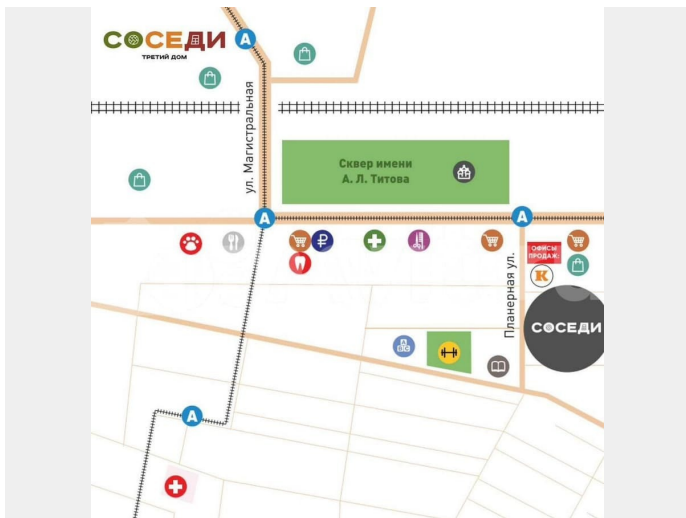 СОСЕДИ
ТРЕТИЙ ДОМ
А
ул. Магистральная
Сквер имени
А. Л. Титова
А
А
₽
ОФИСЫ
ПРОДАЖ:
К
Планерная ул.
СОСЕДИ
А